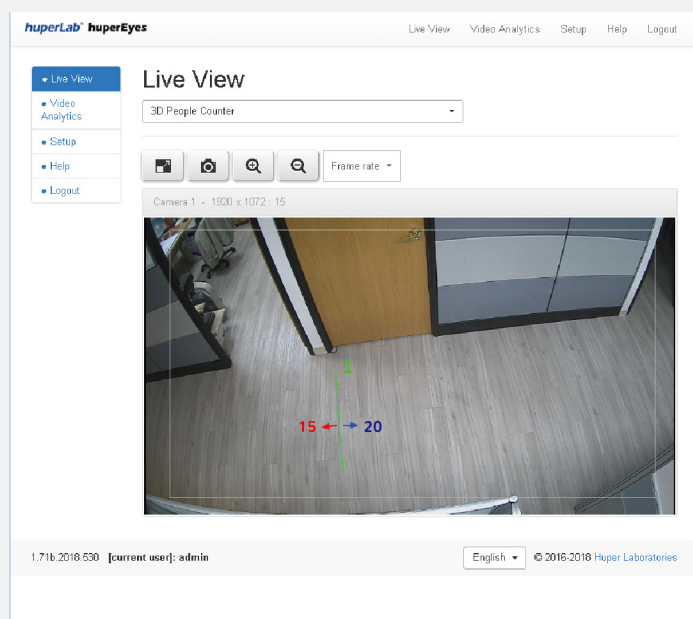 huperLab® huperEyes
Live View Video Analytics Setup Help Logout
Live View
Video Analytics
Setup
Help
Logout
Live View
3D People Counter
Frame rate
Camera 1 - 1920 x 1072 : 15
1
15 20
1.71b.2018.530 [current user]: admin
English © 2016-2018 Huper Laboratories